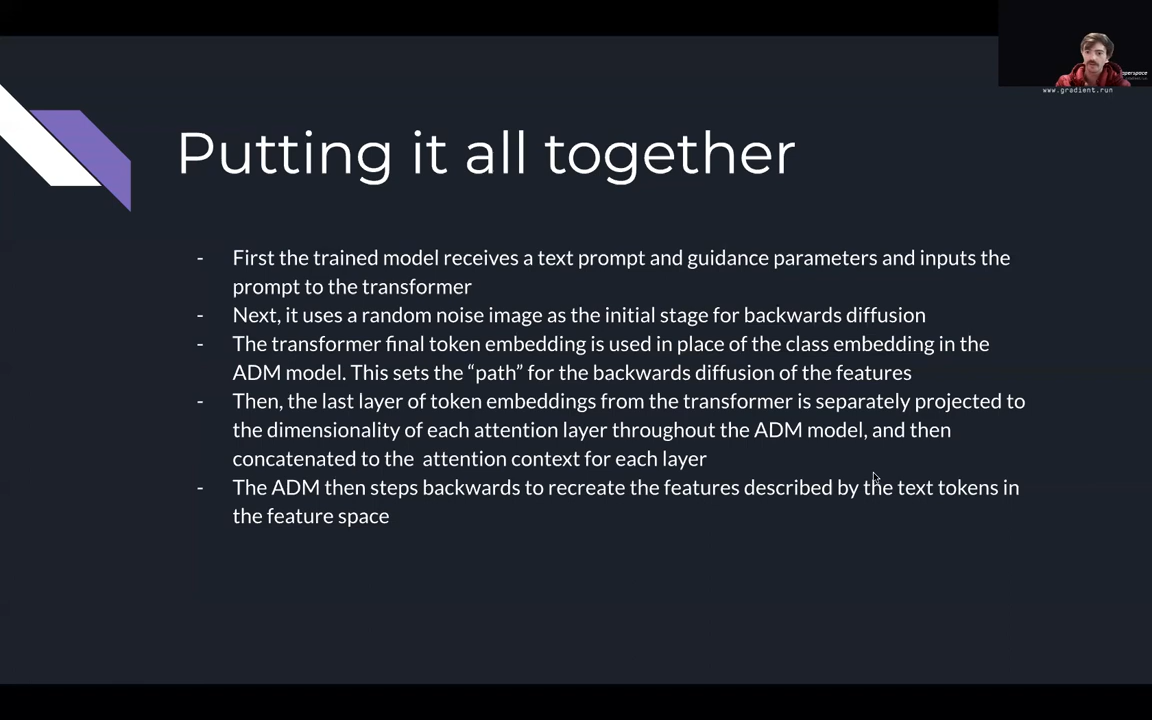 perspace
www.gradient.run
Putting it all together
- First the trained model receives a text prompt and guidance parameters and inputs the
prompt to the transformer
- Next, it uses a random noise image as the initial stage for backwards diffusion
- The transformer final token embedding is used in place of the class embedding in the
ADM model. This sets the “path” for the backwards diffusion of the features
- Then, the last layer of token embeddings from the transformer is separately projected to
the dimensionality of each attention layer throughout the ADM model, and then
concatenated to the attention context for each layer
- The ADM then steps backwards to recreate the features described by the text tokens in
the feature space